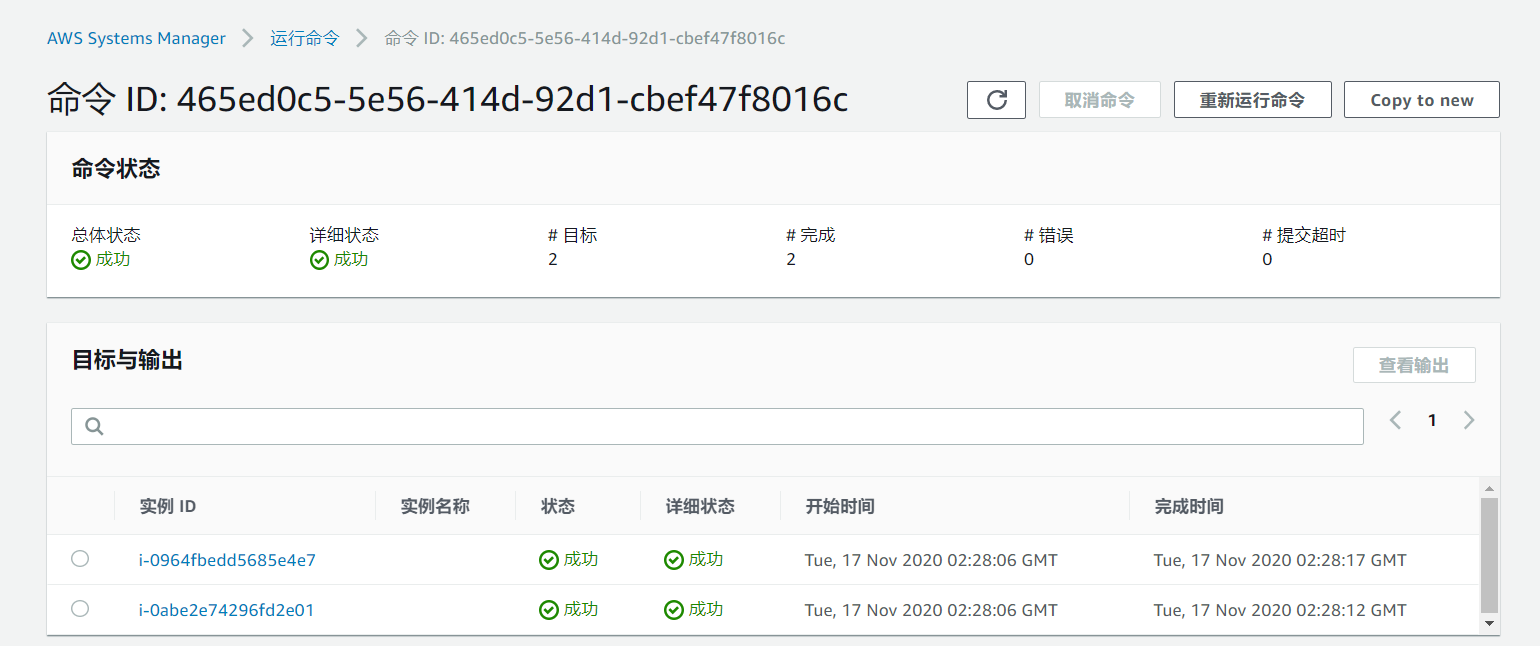 AWS Systems Manager > 运行命令 > 命令 ID: 465ed0c5-5e56-414d-92d1-cbef47f8016c
命令 ID: 465ed0c5-5e56-414d-92d1-cbef47f8016c 取消命令 重新运行命令 Copy to new
命令状态
总体状态 详细状态 # 目标 # 完成 # 错误 # 提交超时
成功 成功 2 2 0 0
目标与输出 查看输出
1
实例 ID 实例名称 状态 详细状态 开始时间 完成时间
i-0964fbedd5685e4e7 成功 成功 Tue, 17 Nov 2020 02:28:06 GMT Tue, 17 Nov 2020 02:28:17 GMT
i-0abe2e74296fd2e01 成功 成功 Tue, 17 Nov 2020 02:28:06 GMT Tue, 17 Nov 2020 02:28:12 GMT